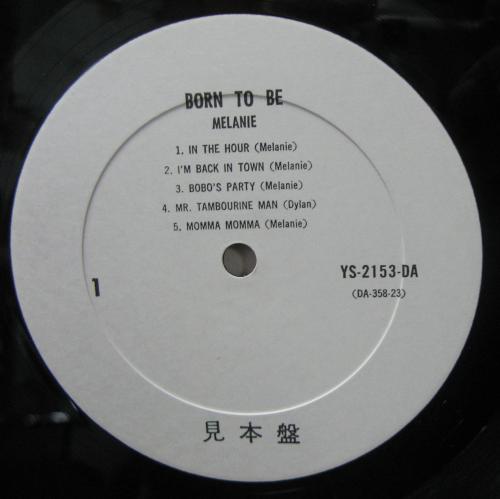 BORN TO BE
MELANIE
1. IN THE HOUR (Melanie)
2. I'M BACK IN TOWN (Melanie)
3. BOBO'S PARTY (Melanie)
4. MR. TAMBOURINE MAN (Dylan)
5. MOMMA MOMMA (Melanie)
1
YS-2153-DA
(DA-358-23)
見本盤